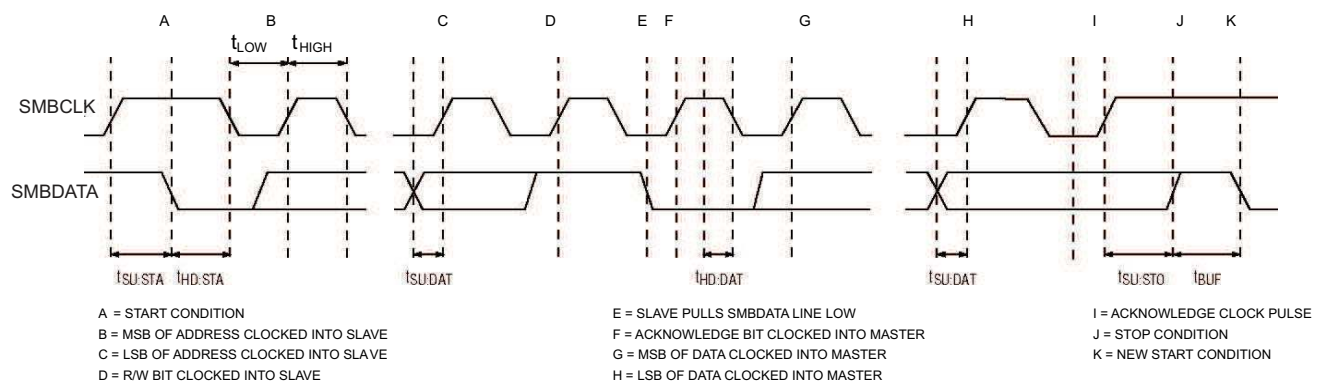 A B C D E F G H I J K
tLOW tHIGH
SMBCLK
SMBDATA
tSU:STA tHD:STA tSU:DAT tHD:DAT tSU:DAT tSU:STO tBUF
A = START CONDITION
B = MSB OF ADDRESS CLOCKED INTO SLAVE
C = LSB OF ADDRESS CLOCKED INTO SLAVE
D = R/W BIT CLOCKED INTO SLAVE
E = SLAVE PULLS SMBDATA LINE LOW
F = ACKNOWLEDGE BIT CLOCKED INTO MASTER
G = MSB OF DATA CLOCKED INTO MASTER
H = LSB OF DATA CLOCKED INTO MASTER
I = ACKNOWLEDGE CLOCK PULSE
J = STOP CONDITION
K = NEW START CONDITION